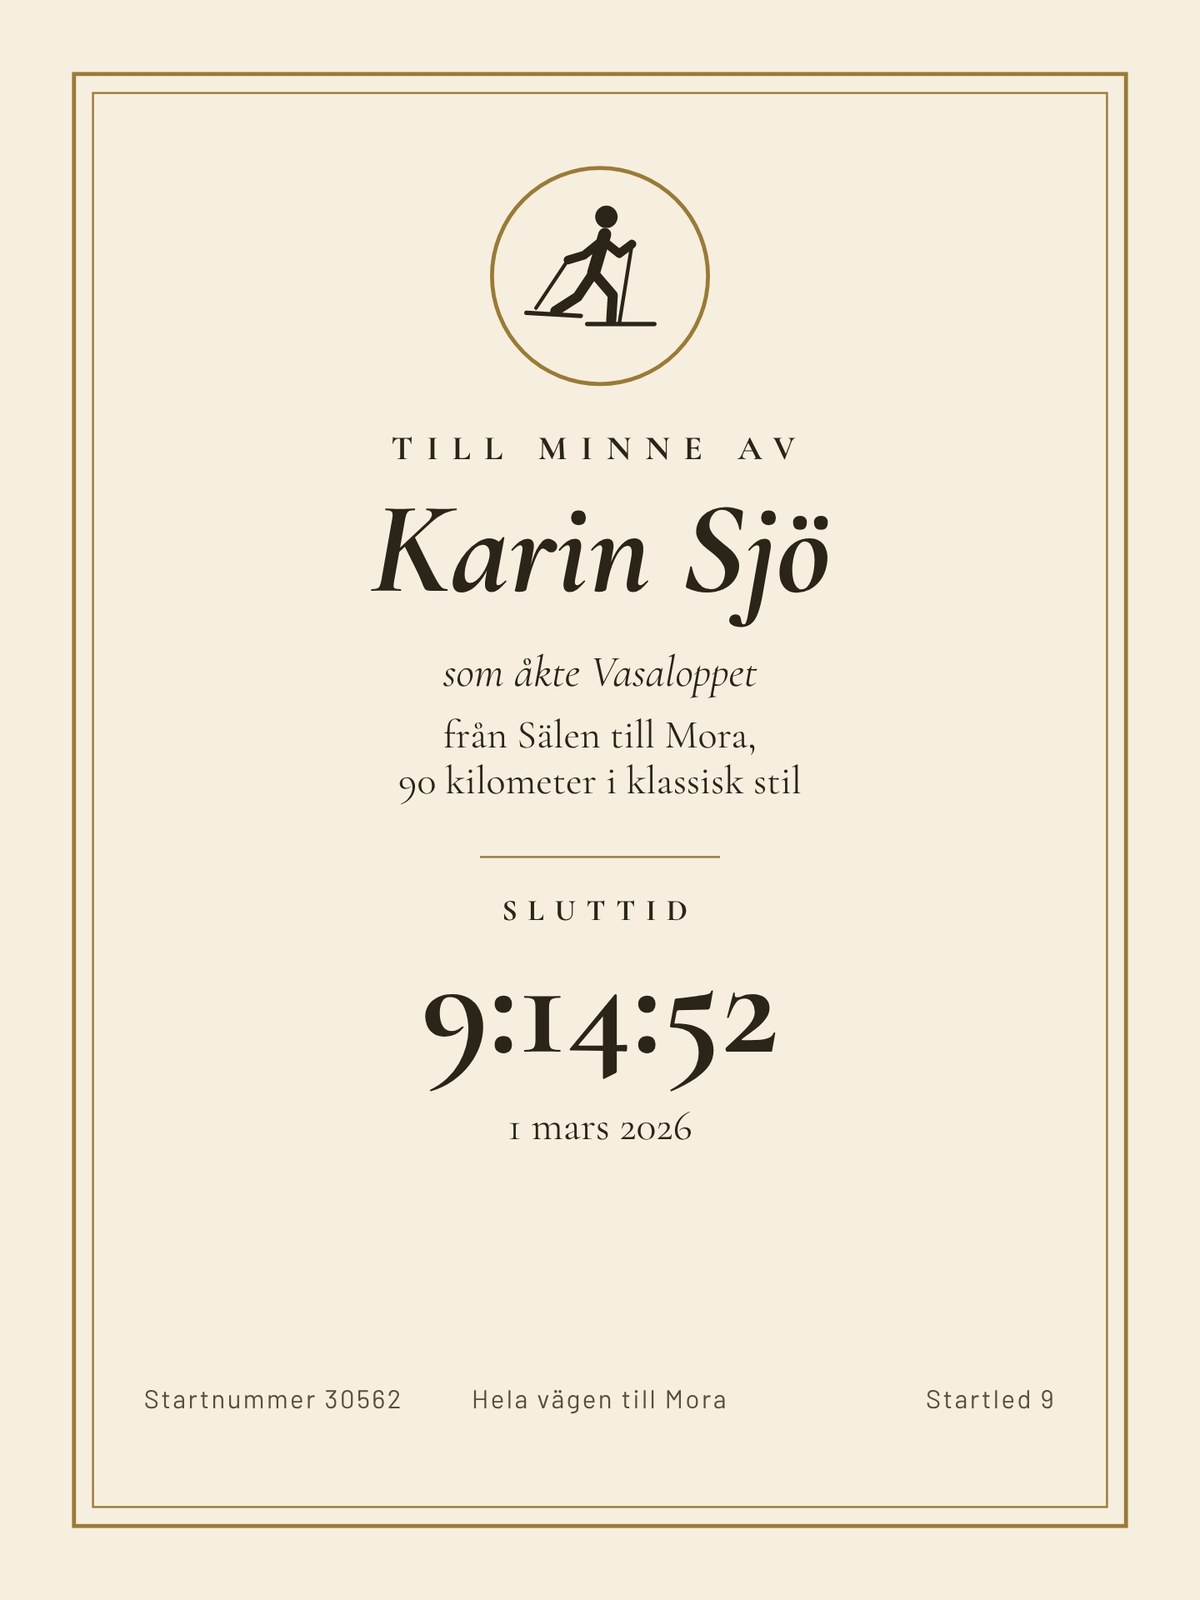 TILL MINNE AV
Karin Sjö
som åkte Vasaloppet
från Sälen till Mora,
90 kilometer i klassisk stil
SLUTTID
9:14:52
1 mars 2026
Startnummer 30562 Hela vägen till Mora Startled 9